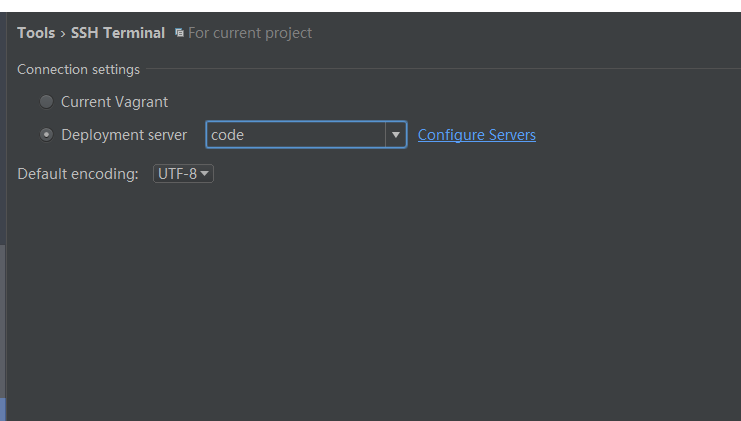 Tools › SSH Terminal For current project
Connection settings
Current Vagrant
Deployment server code Configure Servers
Default encoding: UTF-8